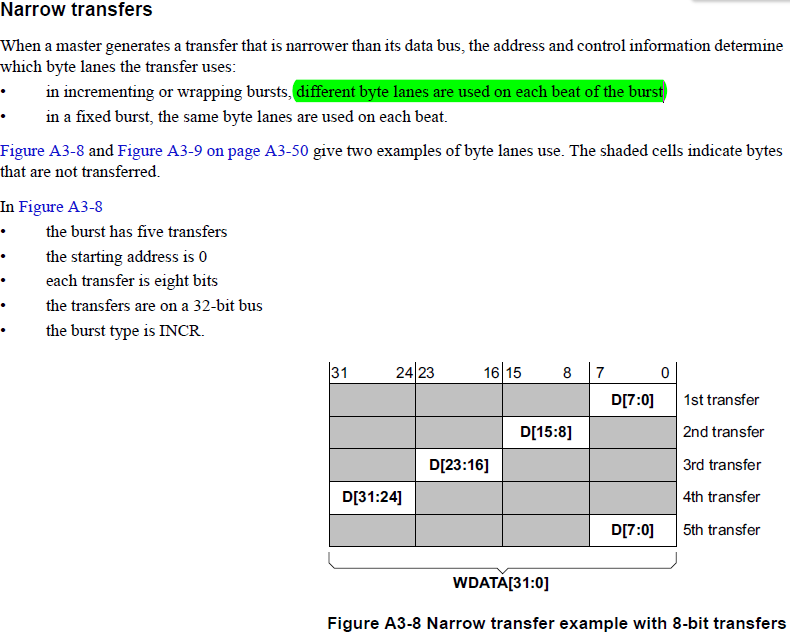 Narrow transfers
When a master generates a transfer that is narrower than its data bus, the address and control information determine
which byte lanes the transfer uses:
• in incrementing or wrapping bursts, different byte lanes are used on each beat of the burst
• in a fixed burst, the same byte lanes are used on each beat.
Figure A3-8 and Figure A3-9 on page A3-50 give two examples of byte lanes use. The shaded cells indicate bytes
that are not transferred.
In Figure A3-8
• the burst has five transfers
• the starting address is 0
• each transfer is eight bits
• the transfers are on a 32-bit bus
• the burst type is INCR.
31 24 23 16 15 8 7 0
D[7:0] 1st transfer
D[15:8] 2nd transfer
D[23:16] 3rd transfer
D[31:24] 4th transfer
D[7:0] 5th transfer
WDATA[31:0]
Figure A3-8 Narrow transfer example with 8-bit transfers